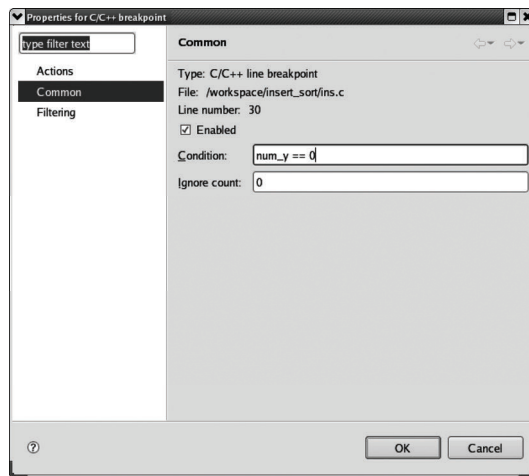 Properties for C/C++ breakpoint
type filter text
Actions
Common
Filtering
Common
Type: C/C++ line breakpoint
File: /workspace/insert_sort/ins.c
Line number: 30
Enabled
Condition: num_y == 0
Ignore count: 0
?
OK
Cancel